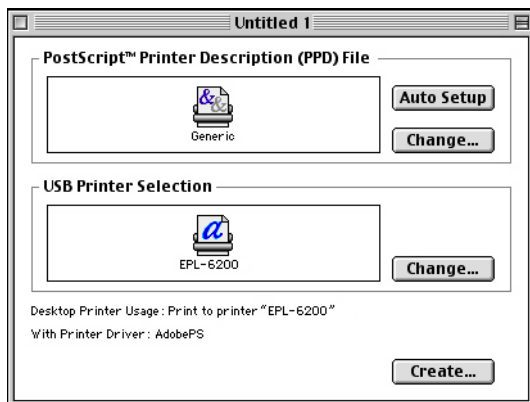 Untitled 1
PostScript™ Printer Description (PPD) File
Generic
Auto Setup
Change...
USB Printer Selection
EPL-6200
Change...
Desktop Printer Usage : Print to printer "EPL-6200"
With Printer Driver : AdobePS
Create...